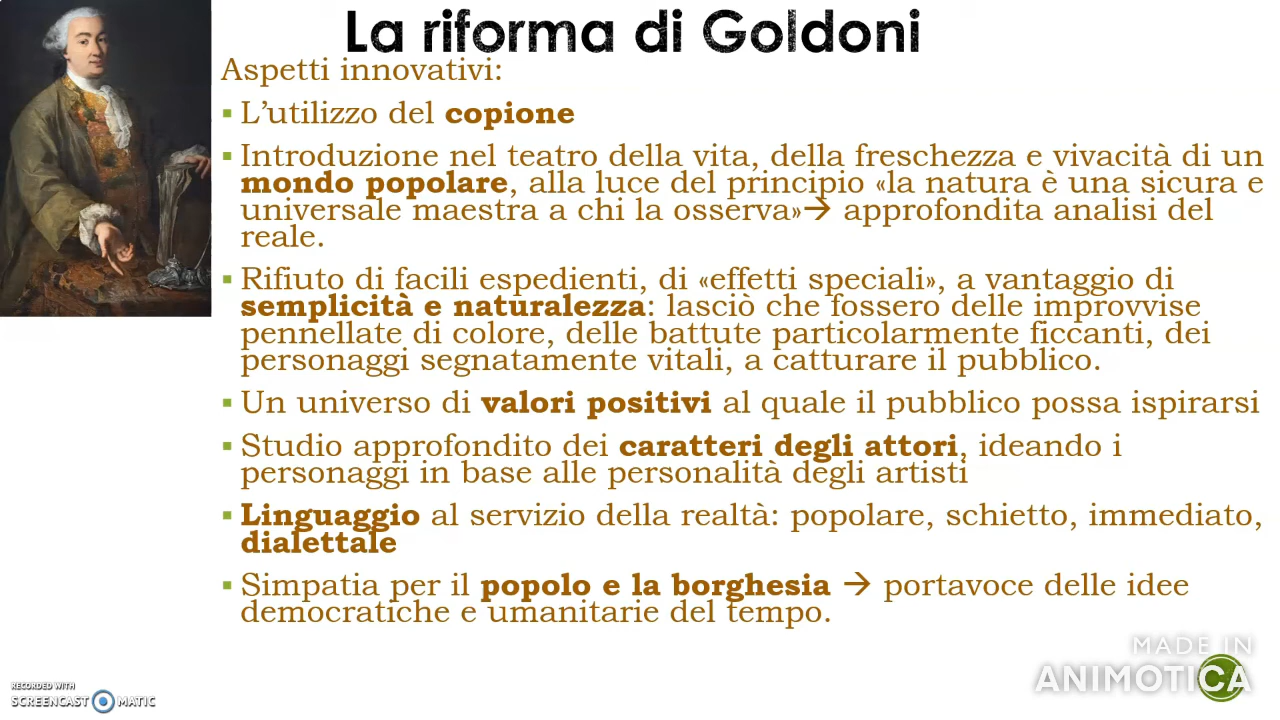 La riforma di Goldoni
Aspetti innovativi:
▪ L’utilizzo del copione
▪ Introduzione nel teatro della vita, della freschezza e vivacità di un
mondo popolare, alla luce del principio «la natura è una sicura e
universale maestra a chi la osserva»→ approfondita analisi del
reale.
▪ Rifiuto di facili espedienti, di «effetti speciali», a vantaggio di
semplicità e naturalezza: lasciò che fossero delle improvvise
pennellate di colore, delle battute particolarmente ficcanti, dei
personaggi segnatamente vitali, a catturare il pubblico.
▪ Un universo di valori positivi al quale il pubblico possa ispirarsi
▪ Studio approfondito dei caratteri degli attori, ideando i
personaggi in base alle personalità degli artisti
▪ Linguaggio al servizio della realtà: popolare, schietto, immediato,
dialettale
▪ Simpatia per il popolo e la borghesia → portavoce delle idee
democratiche e umanitarie del tempo.
MADE IN
ANIMOTICA
RECORDED WITH
SCREENCAST MATIC